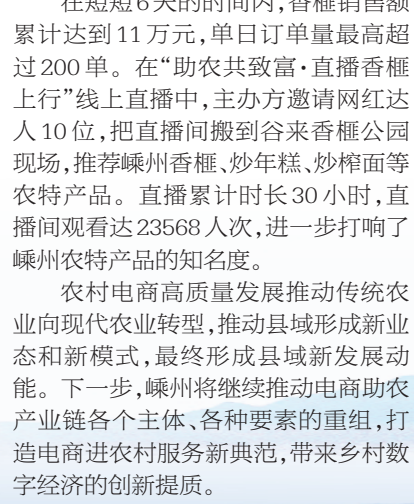 在短短6天的时间内，香榧销售额
累计达到11万元，单日订单量最高超
过200单。在“助农共致富·直播香榧
上行”线上直播中，主办方邀请网红达
人10位，把直播间搬到谷来香榧公园
现场，推荐嵊州香榧、炒年糕、炒榨面等
农特产品。直播累计时长30小时，直
播间观看达23568人次，进一步打响了
嵊州农特产品的知名度。
农村电商高质量发展推动传统农
业向现代农业转型，推动县域形成新业
态和新模式，最终形成县域新发展动
能。下一步，嵊州将继续推动电商助农
产业链各个主体、各种要素的重组，打
造电商进农村服务新典范，带来乡村数
字经济的创新提质。